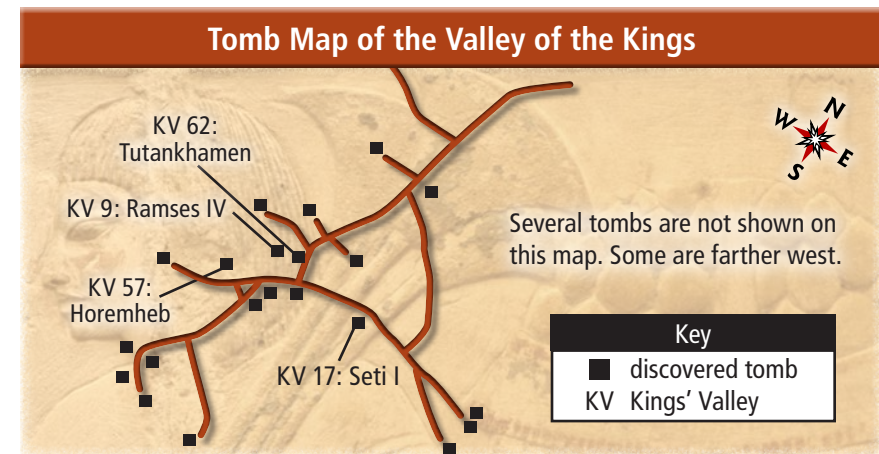 Tomb Map of the Valley of the Kings
KV 62:
Tutankhamen
KV 9: Ramses IV
KV 57:
Horemheb
KV 17: Seti I
W
N
S
E
Several tombs are not shown on
this map. Some are farther west.
Key
discovered tomb
KV Kings' Valley